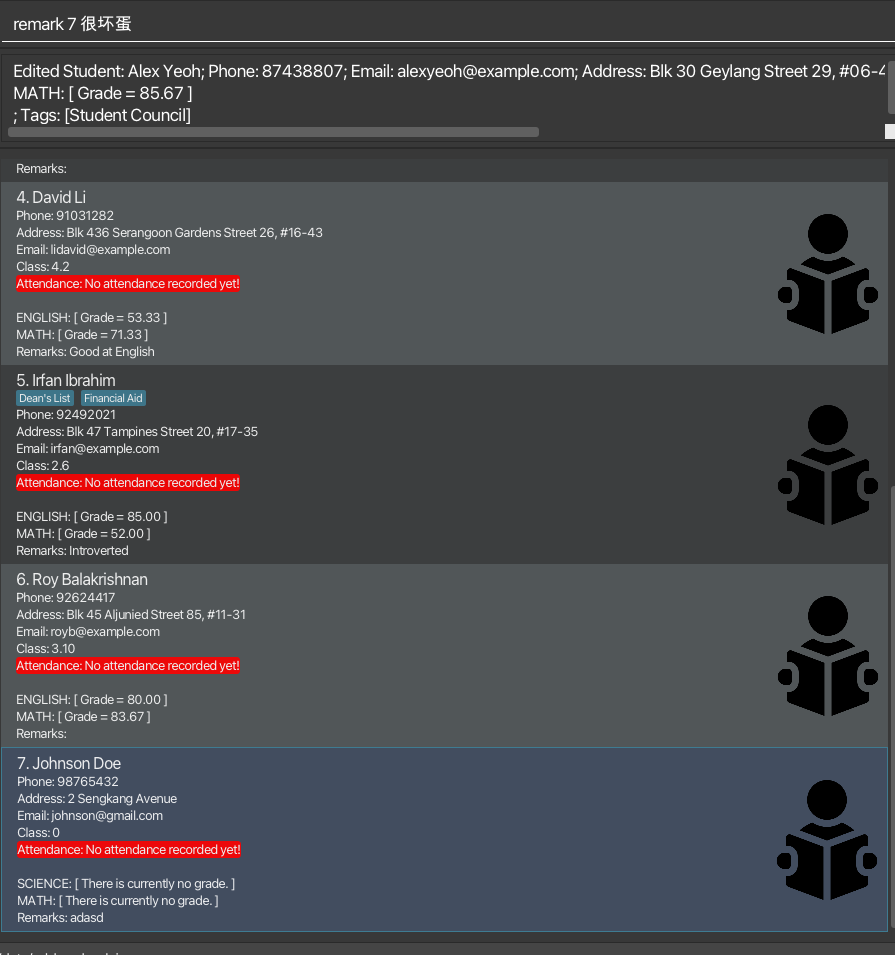 remark 7 很坏蛋
Edited Student: Alex Yeoh; Phone: 87438807; Email: alexyeoh@example.com; Address: Blk 30 Geylang Street 29, #06-4
MATH: [ Grade = 85.67 ]
; Tags: [Student Council]
Remarks:
4. David Li
Phone: 91031282
Address: Blk 436 Serangoon Gardens Street 26, #16-43
Email: lidavid@example.com
Class: 4.2
Attendance: No attendance recorded yet!
ENGLISH: [ Grade = 53.33 ]
MATH: [ Grade = 71.33 ]
Remarks: Good at English
5. Irfan Ibrahim
Dean's List Financial Aid
Phone: 92492021
Address: Blk 47 Tampines Street 20, #17-35
Email: irfan@example.com
Class: 2.6
Attendance: No attendance recorded yet!
ENGLISH: [ Grade = 85.00 ]
MATH: [ Grade = 52.00 ]
Remarks: Introverted
6. Roy Balakrishnan
Phone: 92624417
Address: Blk 45 Aljunied Street 85, #11-31
Email: royb@example.com
Class: 3.10
Attendance: No attendance recorded yet!
ENGLISH: [ Grade = 80.00 ]
MATH: [ Grade = 83.67 ]
Remarks:
7. Johnson Doe
Phone: 98765432
Address: 2 Sengkang Avenue
Email: johnson@gmail.com
Class: 0
Attendance: No attendance recorded yet!
SCIENCE: [ There is currently no grade. ]
MATH: [ There is currently no grade. ]
Remarks: adasd